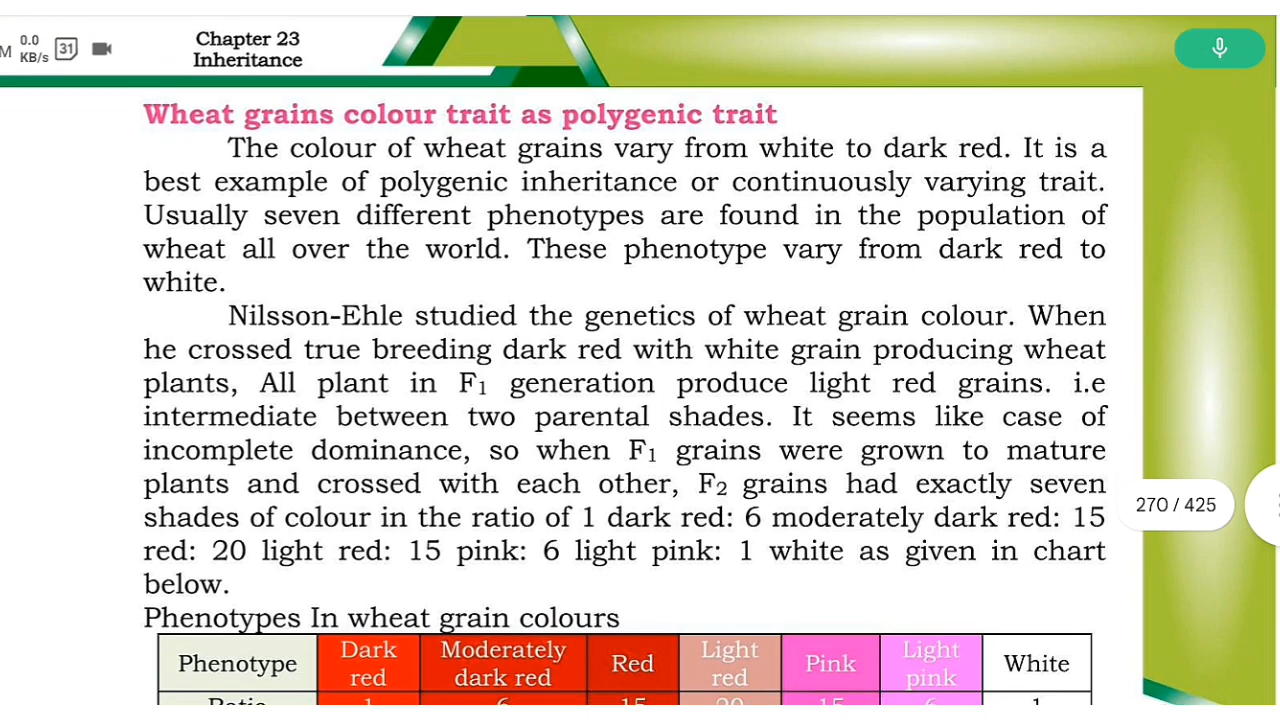 M 0.0 KB/s 31
Chapter 23
Inheritance
Wheat grains colour trait as polygenic trait
The colour of wheat grains vary from white to dark red. It is a
best example of polygenic inheritance or continuously varying trait.
Usually seven different phenotypes are found in the population of
wheat all over the world. These phenotype vary from dark red to
white.
Nilsson-Ehle studied the genetics of wheat grain colour. When
he crossed true breeding dark red with white grain producing wheat
plants, All plant in F₁ generation produce light red grains. i.e
intermediate between two parental shades. It seems like case of
incomplete dominance, so when F₁ grains were grown to mature
plants and crossed with each other, F₂ grains had exactly seven
shades of colour in the ratio of 1 dark red: 6 moderately dark red: 15
red: 20 light red: 15 pink: 6 light pink: 1 white as given in chart
below.
270 / 425
Phenotypes In wheat grain colours
Phenotype Dark red Moderately dark red Red Light red Pink Light pink White
Ratio 1 6 15 20 15 6 1